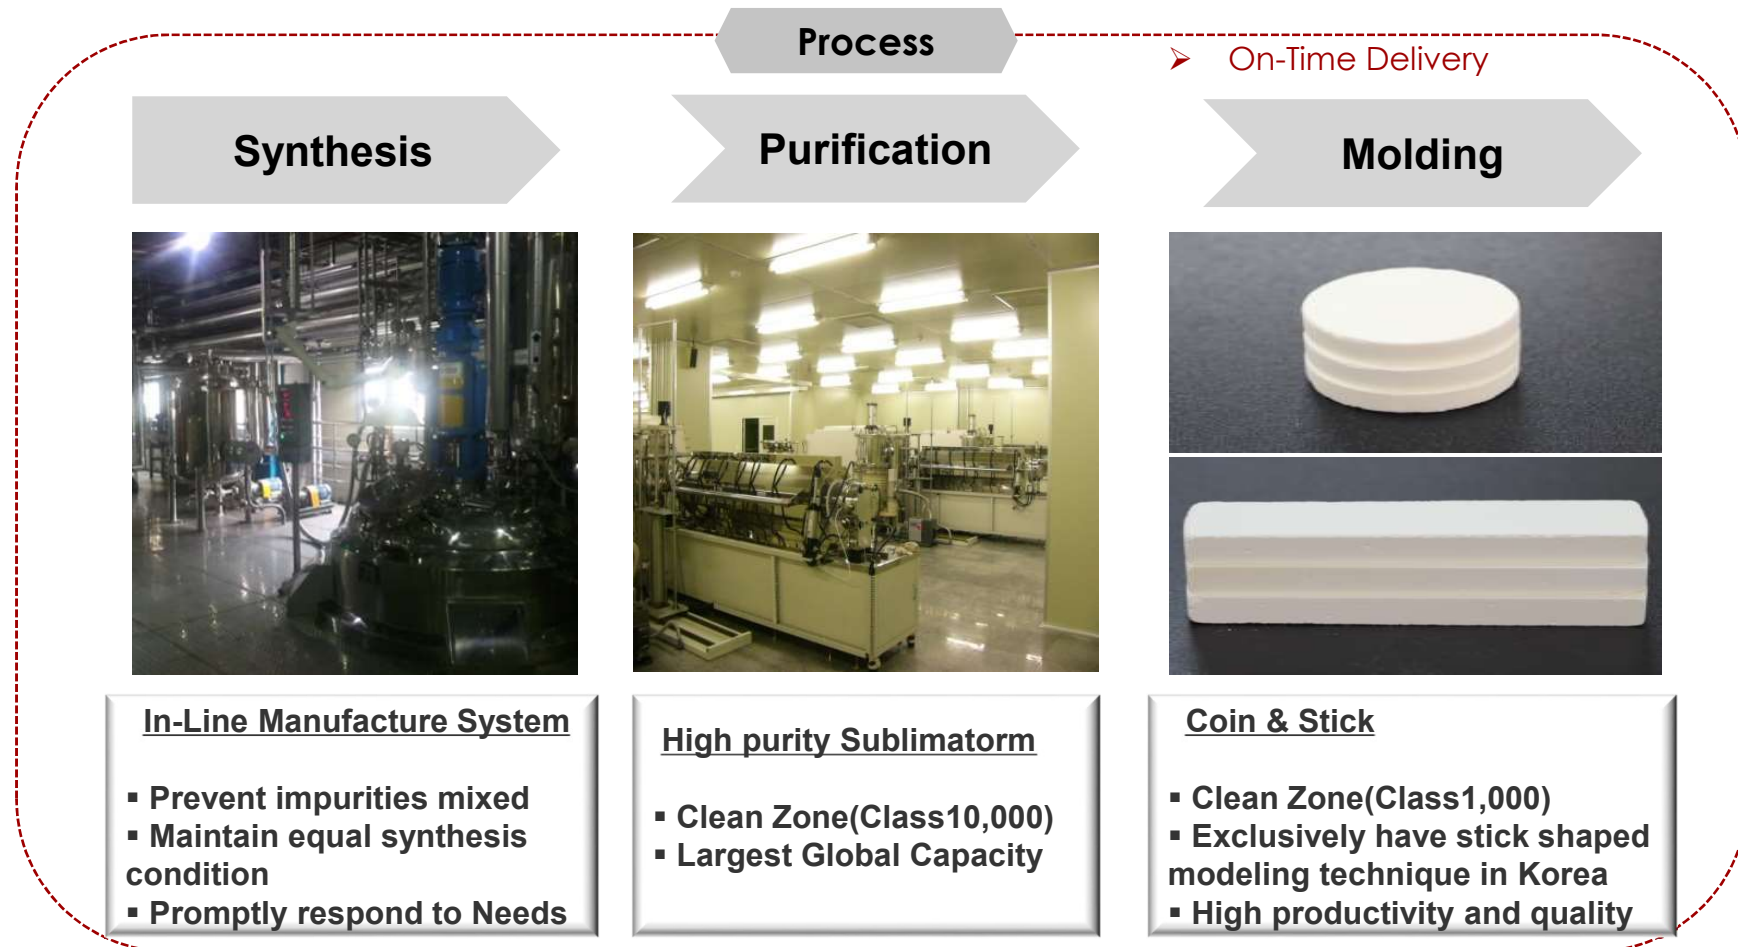 Process
➢ On-Time Delivery
Synthesis
Purification
Molding
In-Line Manufacture System
▪ Prevent impurities mixed
▪ Maintain equal synthesis
condition
▪ Promptly respond to Needs
High purity Sublimatorm
▪ Clean Zone(Class10,000)
▪ Largest Global Capacity
Coin & Stick
▪ Clean Zone(Class1,000)
▪ Exclusively have stick shaped
modeling technique in Korea
▪ High productivity and quality